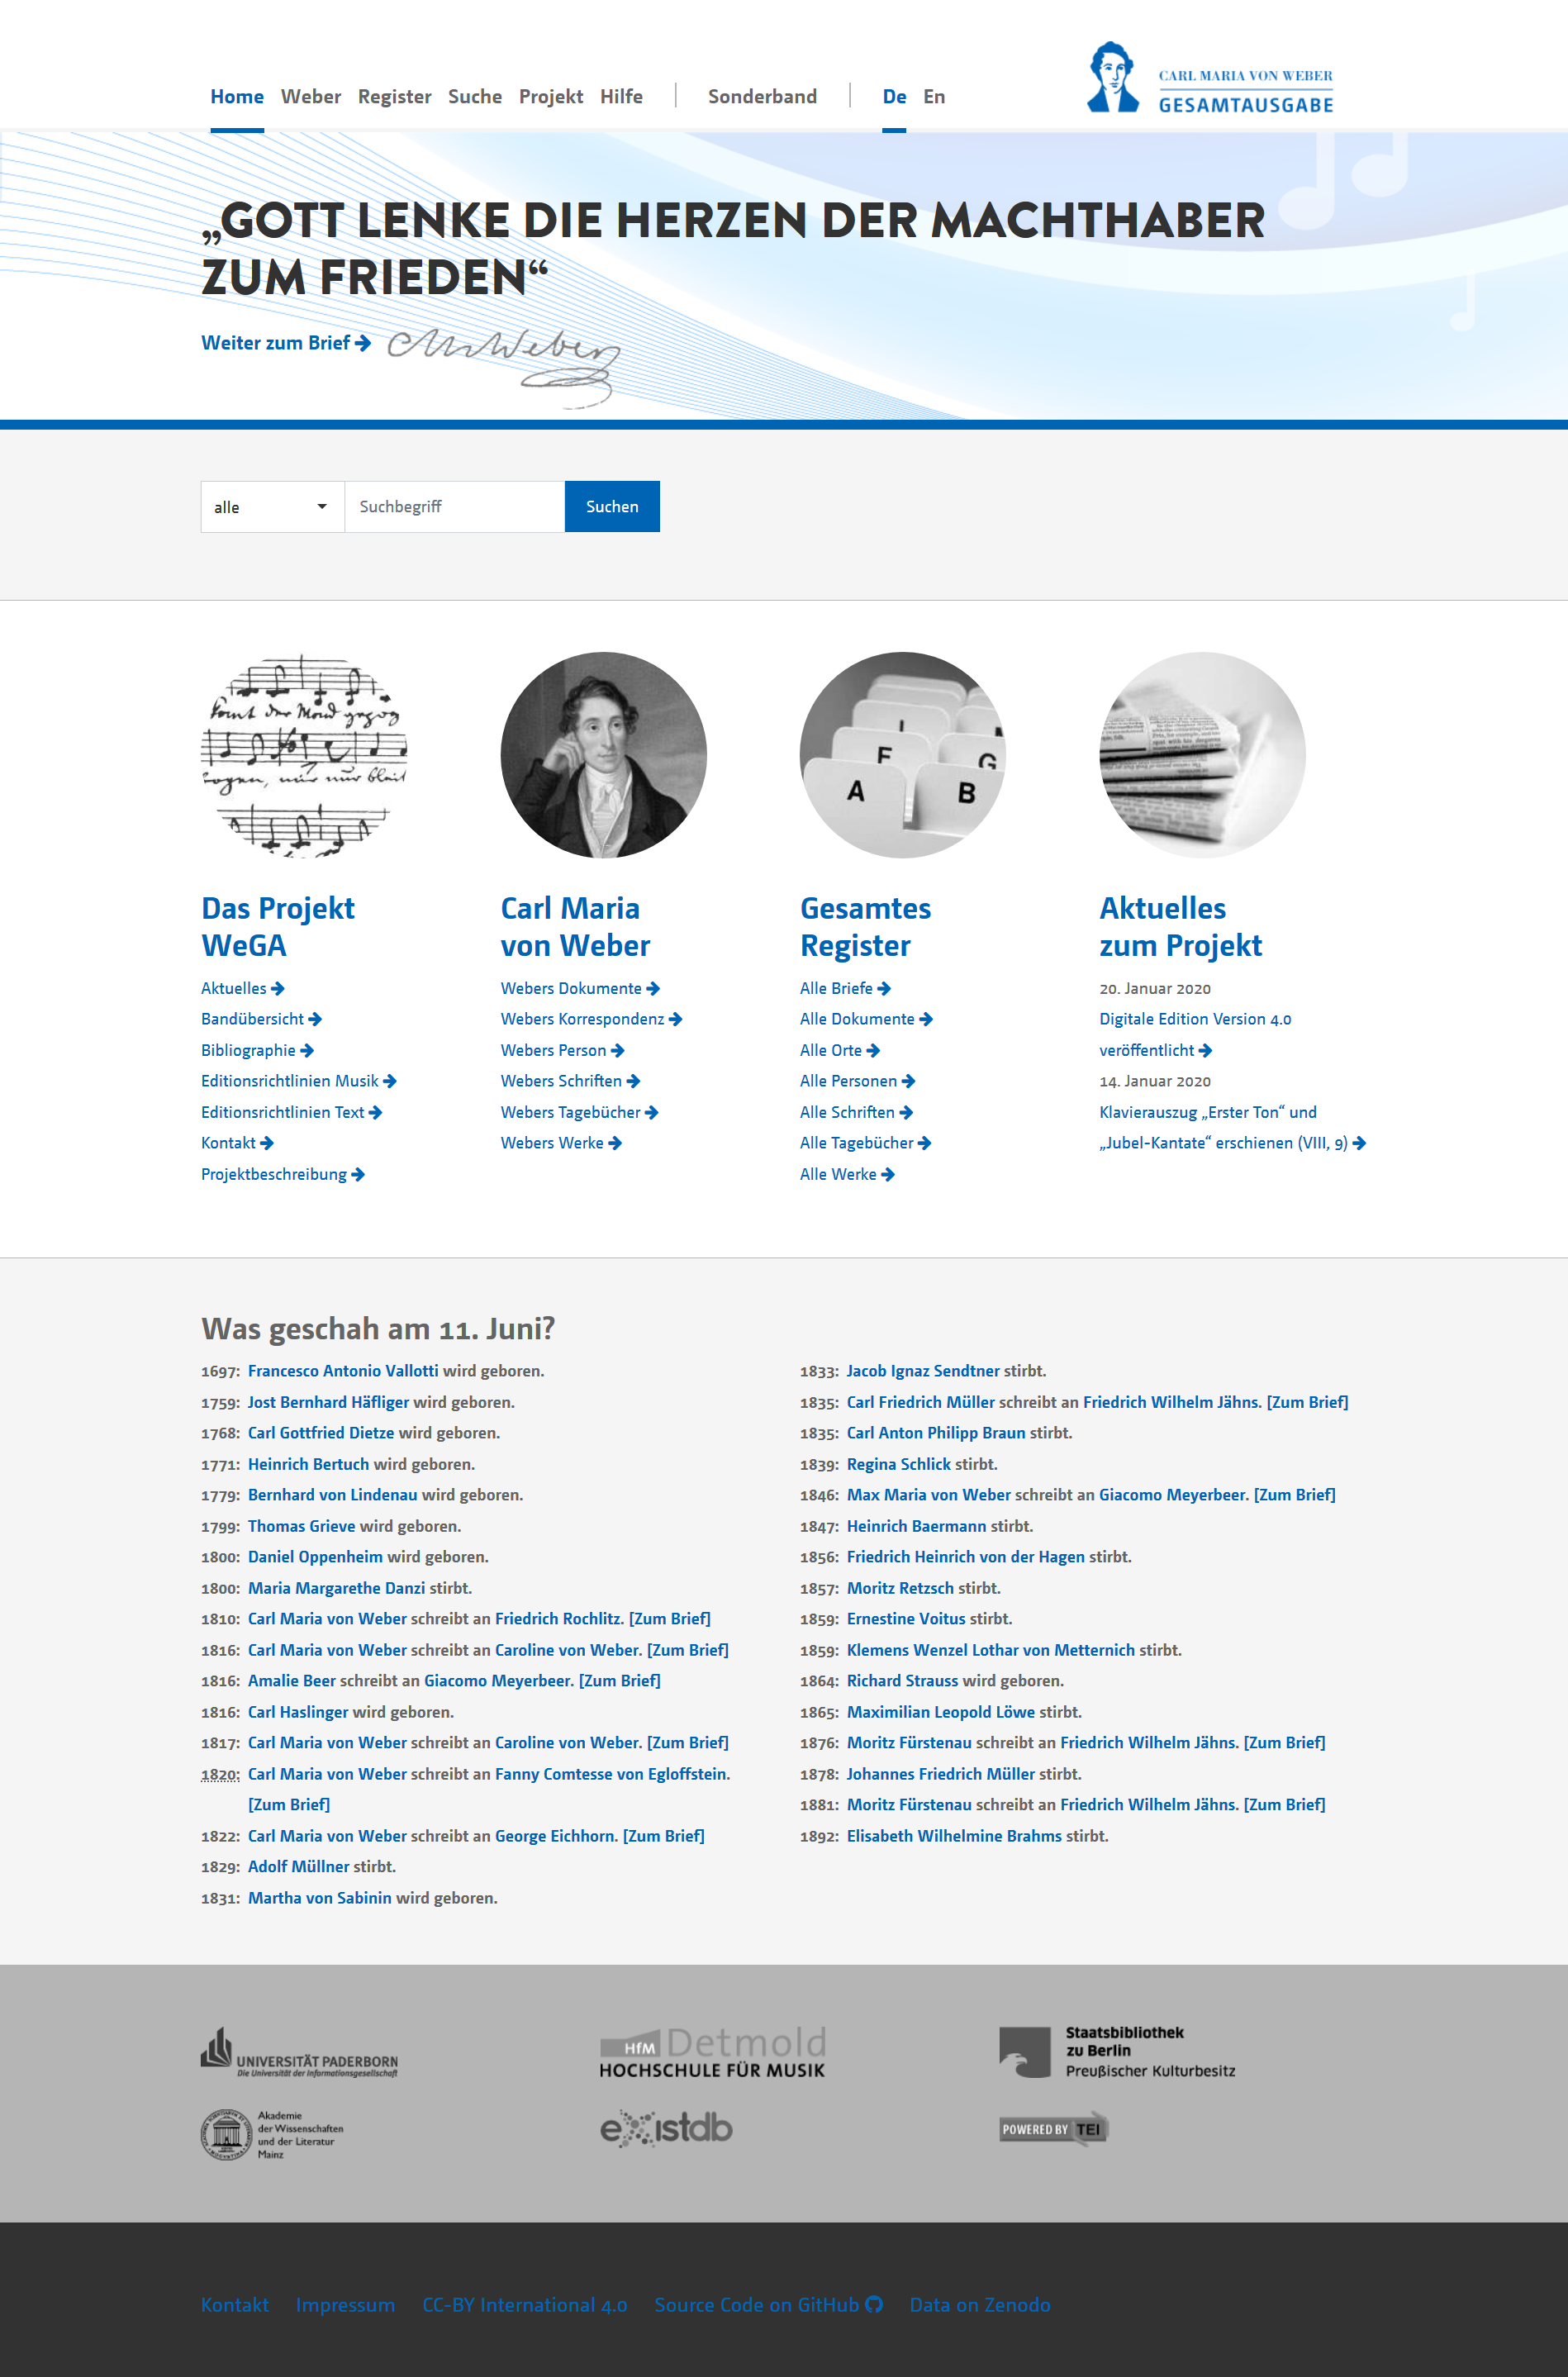 Home Weber Register Suche Projekt Hilfe Sonderband De En
CARL MARIA VON WEBER
GESAMTAUSGABE
„GOTT LENKE DIE HERZEN DER MACHTHABER
ZUM FRIEDEN“
Weiter zum Brief
CMvWeber
alle
Suchbegriff
Suchen
A
B
F
G
I
Das Projekt
WeGA
Aktuelles
Bandübersicht
Bibliographie
Editionsrichtlinien Musik
Editionsrichtlinien Text
Kontakt
Projektbeschreibung
Carl Maria
von Weber
Webers Dokumente
Webers Korrespondenz
Webers Person
Webers Schriften
Webers Tagebücher
Webers Werke
Gesamtes
Register
Alle Briefe
Alle Dokumente
Alle Orte
Alle Personen
Alle Schriften
Alle Tagebücher
Alle Werke
Aktuelles
zum Projekt
20. Januar 2020
Digitale Edition Version 4.0
veröffentlicht
14. Januar 2020
Klavierauszug „Erster Ton“ und
„Jubel-Kantate“ erschienen (VIII, 9)
Was geschah am 11. Juni?
1697: Francesco Antonio Vallotti wird geboren.
1759: Jost Bernhard Häfliger wird geboren.
1768: Carl Gottfried Dietze wird geboren.
1771: Heinrich Bertuch wird geboren.
1779: Bernhard von Lindenau wird geboren.
1799: Thomas Grieve wird geboren.
1800: Daniel Oppenheim wird geboren.
1800: Maria Margarethe Danzi stirbt.
1810: Carl Maria von Weber schreibt an Friedrich Rochlitz. [Zum Brief]
1816: Carl Maria von Weber schreibt an Caroline von Weber. [Zum Brief]
1816: Amalie Beer schreibt an Giacomo Meyerbeer. [Zum Brief]
1816: Carl Haslinger wird geboren.
1817: Carl Maria von Weber schreibt an Caroline von Weber. [Zum Brief]
1820: Carl Maria von Weber schreibt an Fanny Comtesse von Egloffstein.
[Zum Brief]
1822: Carl Maria von Weber schreibt an George Eichhorn. [Zum Brief]
1829: Adolf Müllner stirbt.
1831: Martha von Sabinin wird geboren.
1833: Jacob Ignaz Sendtner stirbt.
1835: Carl Friedrich Müller schreibt an Friedrich Wilhelm Jähns. [Zum Brief]
1835: Carl Anton Philipp Braun stirbt.
1839: Regina Schlick stirbt.
1846: Max Maria von Weber schreibt an Giacomo Meyerbeer. [Zum Brief]
1847: Heinrich Baermann stirbt.
1856: Friedrich Heinrich von der Hagen stirbt.
1857: Moritz Retzsch stirbt.
1859: Ernestine Voitus stirbt.
1859: Klemens Wenzel Lothar von Metternich stirbt.
1864: Richard Strauss wird geboren.
1865: Maximilian Leopold Löwe stirbt.
1876: Moritz Fürstenau schreibt an Friedrich Wilhelm Jähns. [Zum Brief]
1878: Johannes Friedrich Müller stirbt.
1881: Moritz Fürstenau schreibt an Friedrich Wilhelm Jähns. [Zum Brief]
1892: Elisabeth Wilhelmine Brahms stirbt.
UNIVERSITÄT PADERBORN
Die Universität der Informationsgesellschaft
HfM Detmold
HOCHSCHULE FÜR MUSIK
Staatsbibliothek
zu Berlin
Preußischer Kulturbesitz
Akademie
der Wissenschaften
und der Literatur
Mainz
existdb
POWERED BY TEI
Kontakt Impressum CC-BY International 4.0 Source Code on GitHub Data on Zenodo